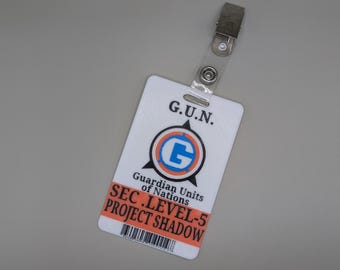 G.U.N.
G
Guardian Units
of Nations
SEC .LEVEL-5
PROJECT SHADOW